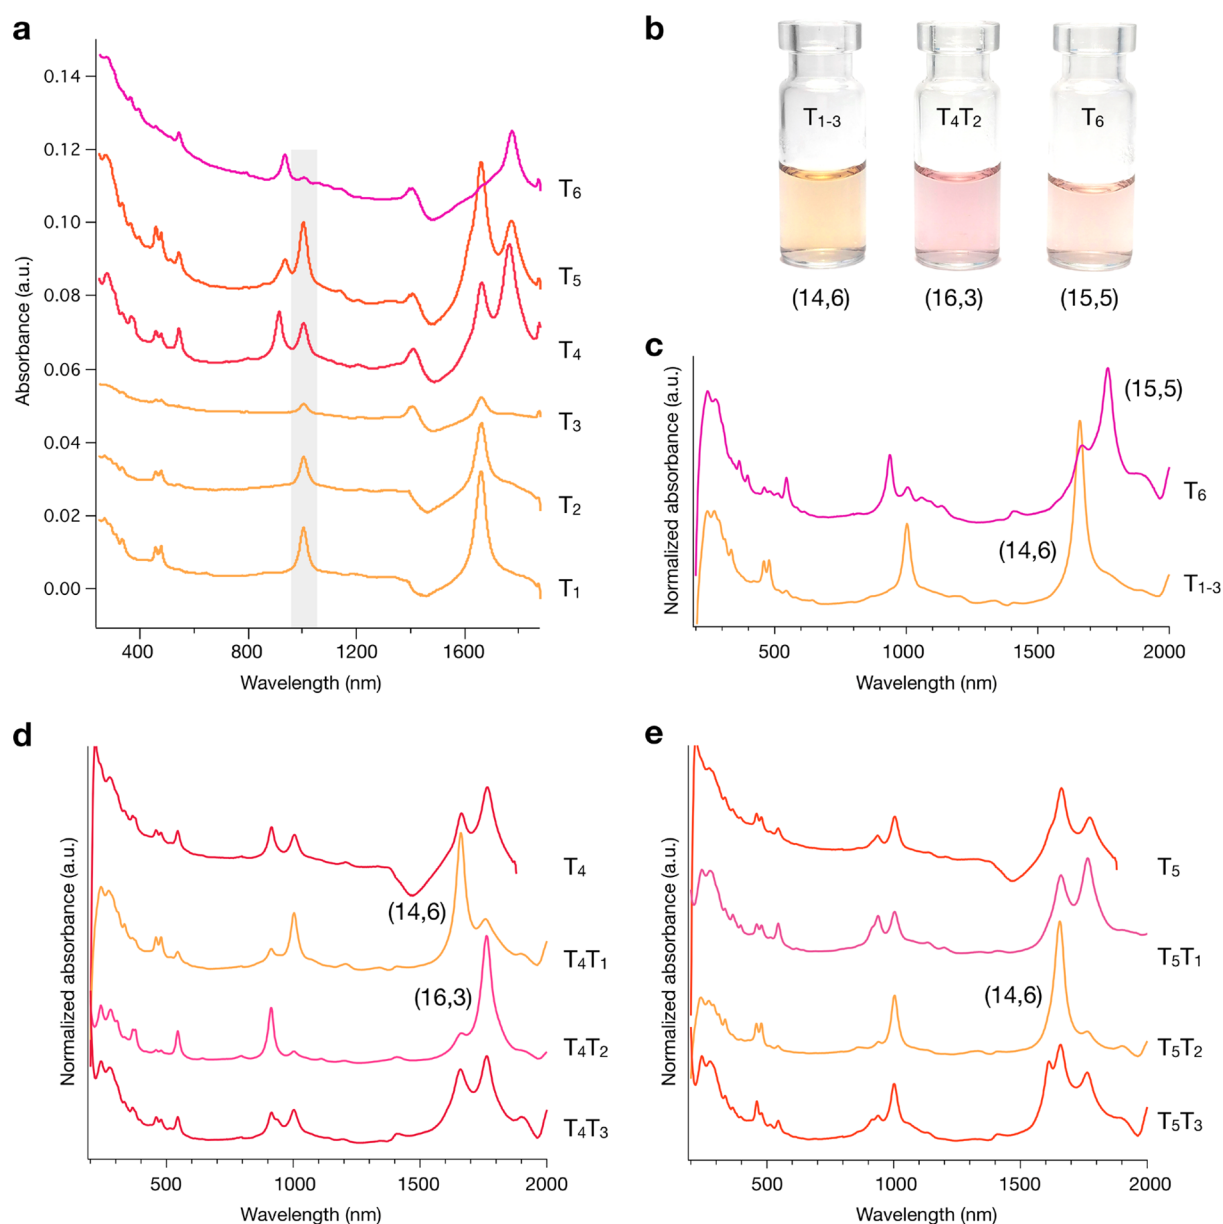 a
0.14
0.12
0.10
0.08
0.06
0.04
0.02
0.00
Absorbance (a.u.)
T6
T5
T4
T3
T2
T1
400 800 1200 1600
Wavelength (nm)
b
T1-3 T4T2 T6
(14,6) (16,3) (15,5)
c
Normalized absorbance (a.u.)
(15,5)
T6
(14,6)
T1-3
500 1000 1500 2000
Wavelength (nm)
d
Normalized absorbance (a.u.)
T4
(14,6)
T4T1
(16,3)
T4T2
T4T3
500 1000 1500 2000
Wavelength (nm)
e
Normalized absorbance (a.u.)
T5
T5T1
(14,6)
T5T2
T5T3
500 1000 1500 2000
Wavelength (nm)